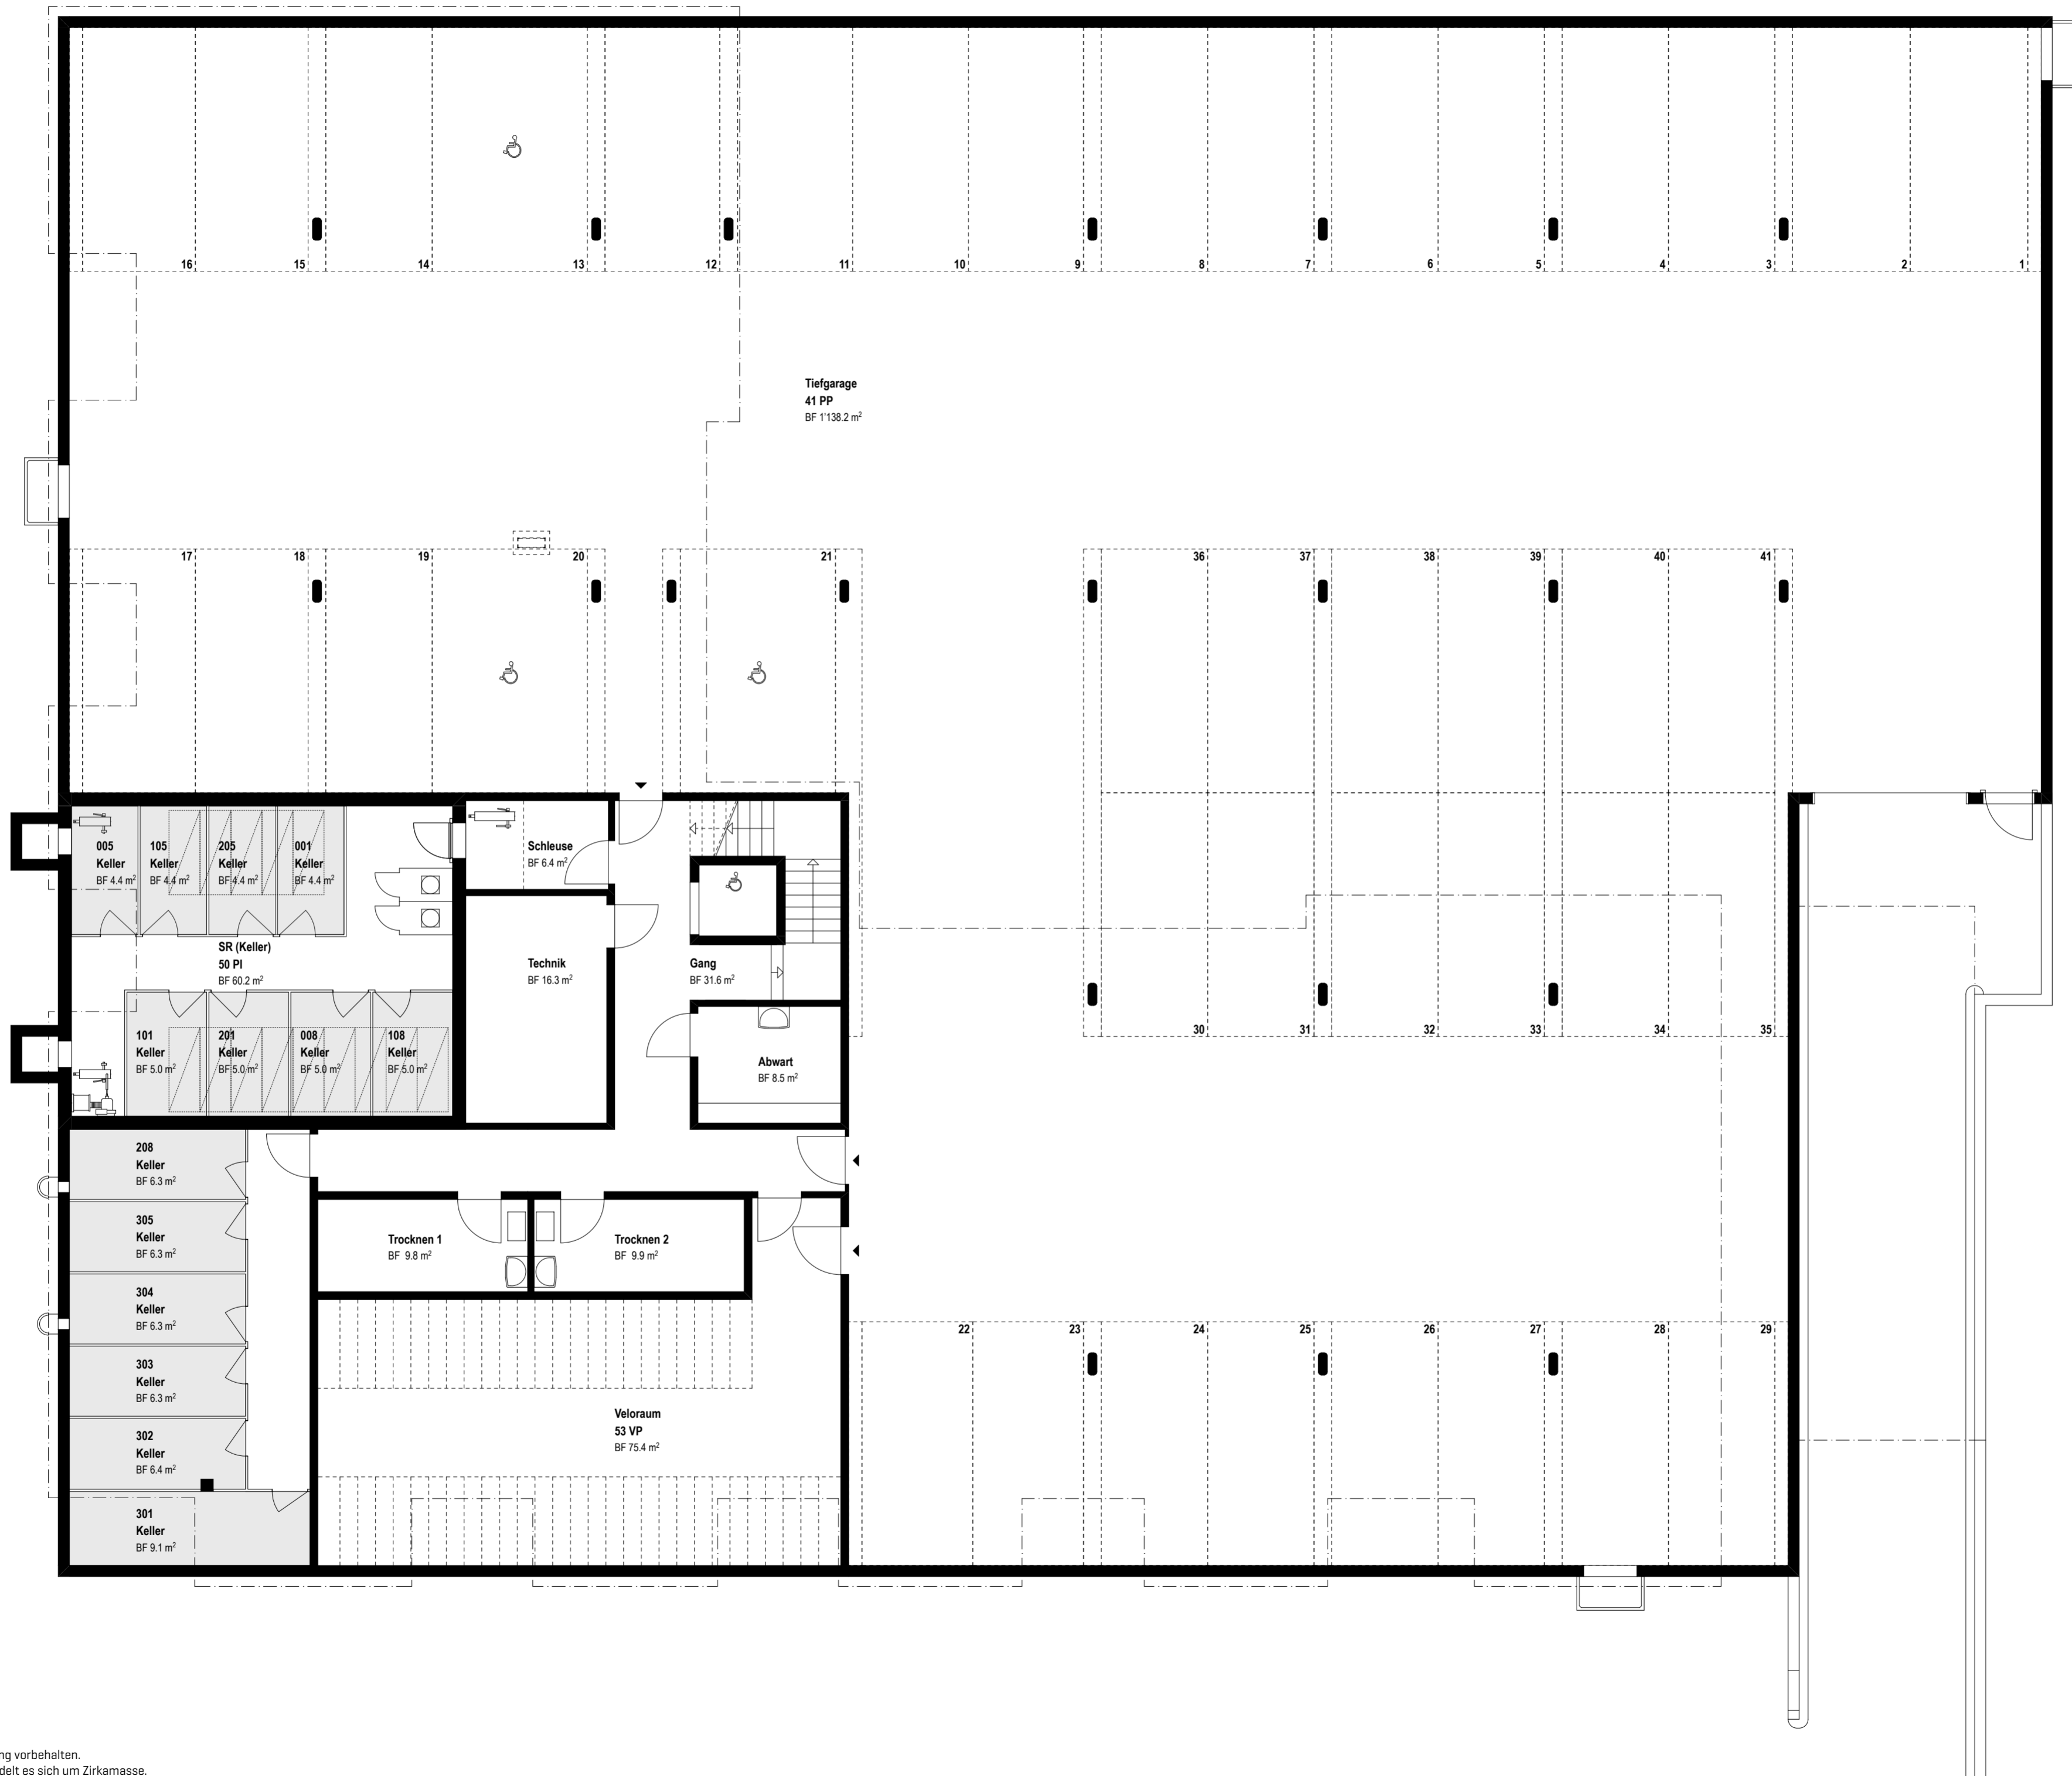 16 15 14 13 12 11 10 9 8 7 6 5 4 3 2 1
Tiefgarage
41 PP
BF 1'138.2 m²
17 18 19 20 21 36 37 38 39 40 41
005
Keller
BF 4.4 m²
105
Keller
BF 4.4 m²
205
Keller
BF 4.4 m²
001
Keller
BF 4.4 m²
Schleuse
BF 6.4 m²
SR (Keller)
50 Pl
BF 60.2 m²
Technik
BF 16.3 m²
Gang
BF 31.6 m²
101
Keller
BF 5.0 m²
201
Keller
BF 5.0 m²
008
Keller
BF 5.0 m²
108
Keller
BF 5.0 m²
Abwart
BF 8.5 m²
30 31 32 33 34 35
208
Keller
BF 6.3 m²
305
Keller
BF 6.3 m²
304
Keller
BF 6.3 m²
303
Keller
BF 6.3 m²
302
Keller
BF 6.4 m²
301
Keller
BF 9.1 m²
Trocknen 1
BF 9.8 m²
Trocknen 2
BF 9.9 m²
Veloraum
53 VP
BF 75.4 m²
22 23 24 25 26 27 28 29
ng vorbehalten.
delt es sich um Zirkamasse.